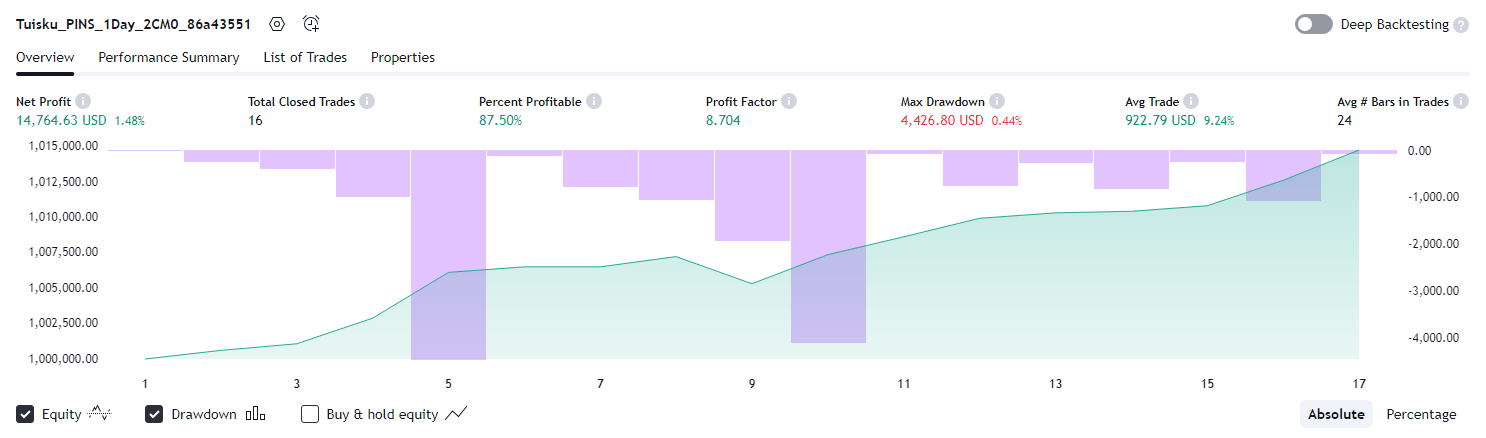 Tuisku_PINS_1Day_2CM0_86a43551
Deep Backtesting ?
Overview Performance Summary List of Trades Properties
Net Profit i Total Closed Trades i Percent Profitable i Profit Factor i Max Drawdown i Avg Trade i Avg # Bars in Trades i
14,764.63 USD 1.48% 16 87.50% 8.704 4,426.80 USD 0.44% 922.79 USD 9.24% 24
1,015,000.00 0.00
1,012,500.00 -1,000.00
1,010,000.00 -2,000.00
1,007,500.00 -3,000.00
1,005,000.00 -4,000.00
1,002,500.00
1,000,000.00
1 3 5 7 9 11 13 15 17
Equity Drawdown Buy & hold equity Absolute Percentage